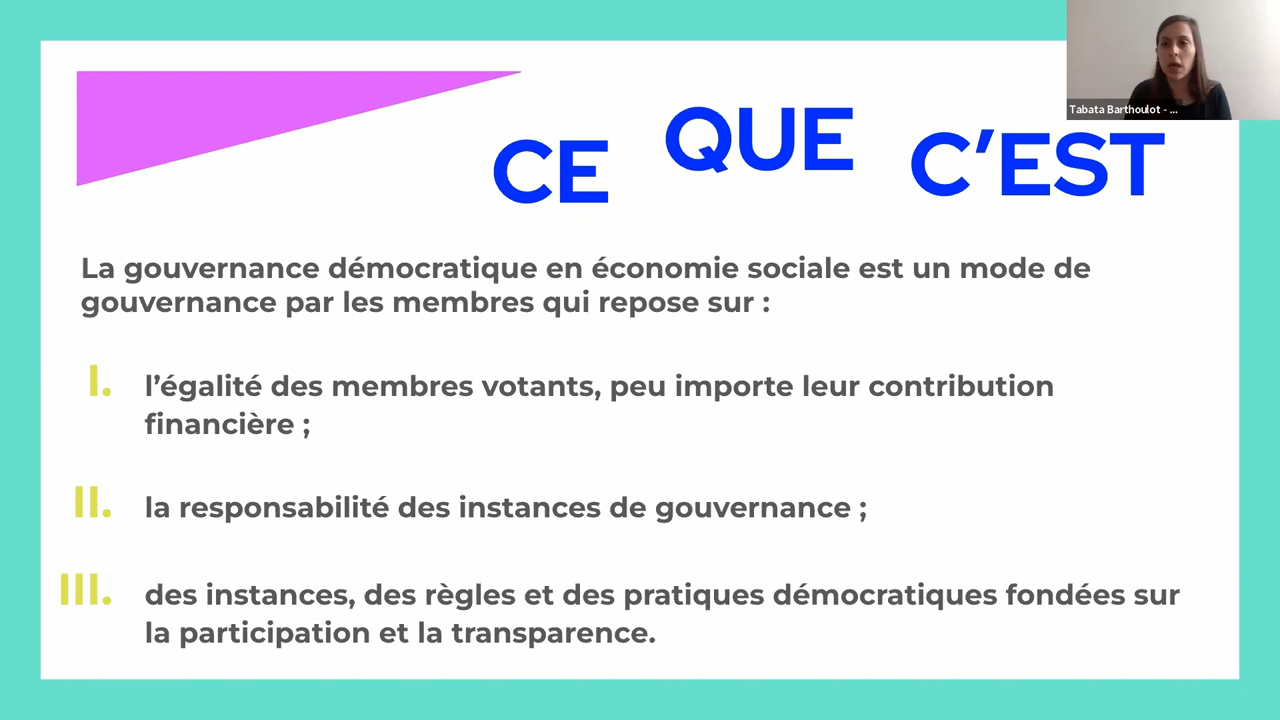 Tabata Barthoulot - ...
CE QUE C’EST
La gouvernance démocratique en économie sociale est un mode de
gouvernance par les membres qui repose sur :
I. l’égalité des membres votants, peu importe leur contribution
financière ;
II. la responsabilité des instances de gouvernance ;
III. des instances, des règles et des pratiques démocratiques fondées sur
la participation et la transparence.